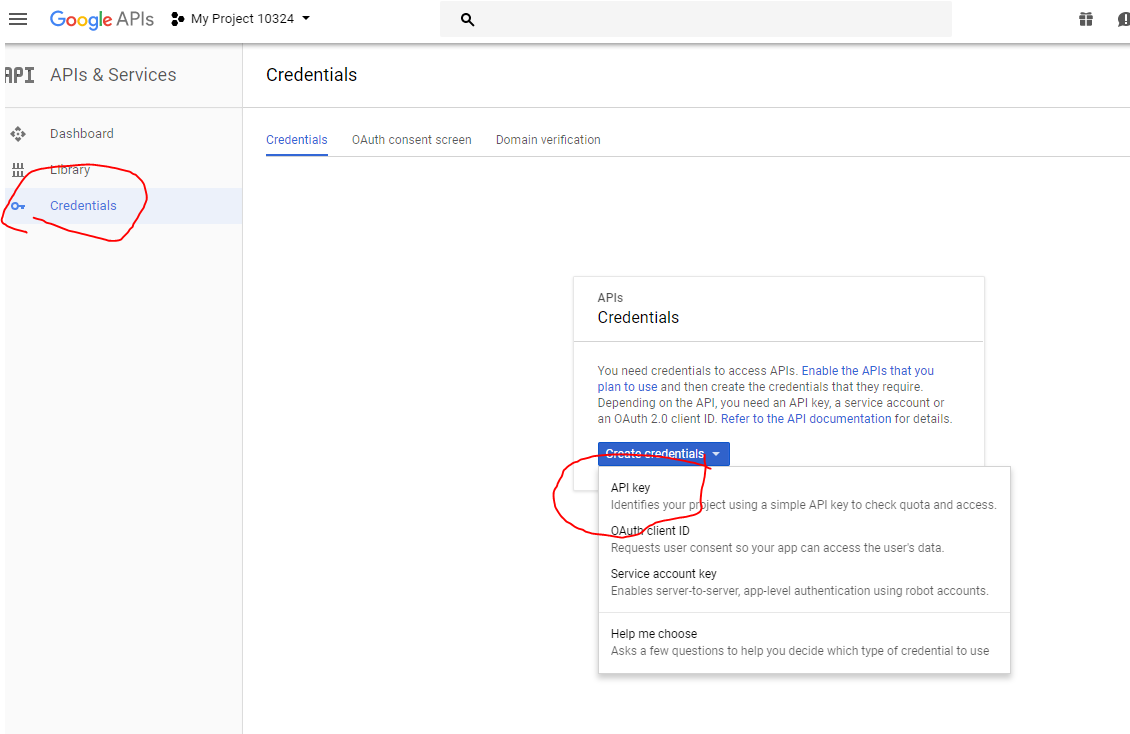 Google APIs My Project 10324
API APIs & Services
Credentials
Dashboard
Library
Credentials
Credentials OAuth consent screen Domain verification
APIs
Credentials
You need credentials to access APIs. Enable the APIs that you
plan to use and then create the credentials that they require.
Depending on the API, you need an API key, a service account or
an OAuth 2.0 client ID. Refer to the API documentation for details.
Create credentials
API key
Identifies your project using a simple API key to check quota and access.
OAuth client ID
Requests user consent so your app can access the user's data.
Service account key
Enables server-to-server, app-level authentication using robot accounts.
Help me choose
Asks a few questions to help you decide which type of credential to use